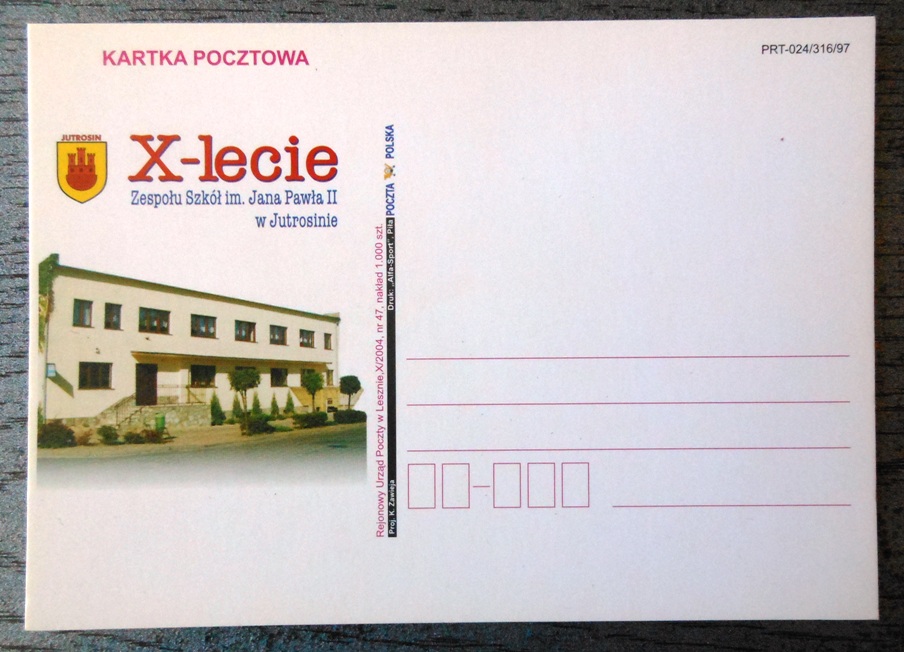 KARTKA POCZTOWA
PRT-024/316/97
JUTROSIN
X-lecie
Zespołu Szkół im. Jana Pawła II
w Jutrosinie
Rejonowy Urząd Poczty w Lesznie,X/2004, nr 47, nakład 1.000 szt.
Proj. K. Zawieja
Druk: „Alfa-Sport”, Piła
POCZTA POLSKA